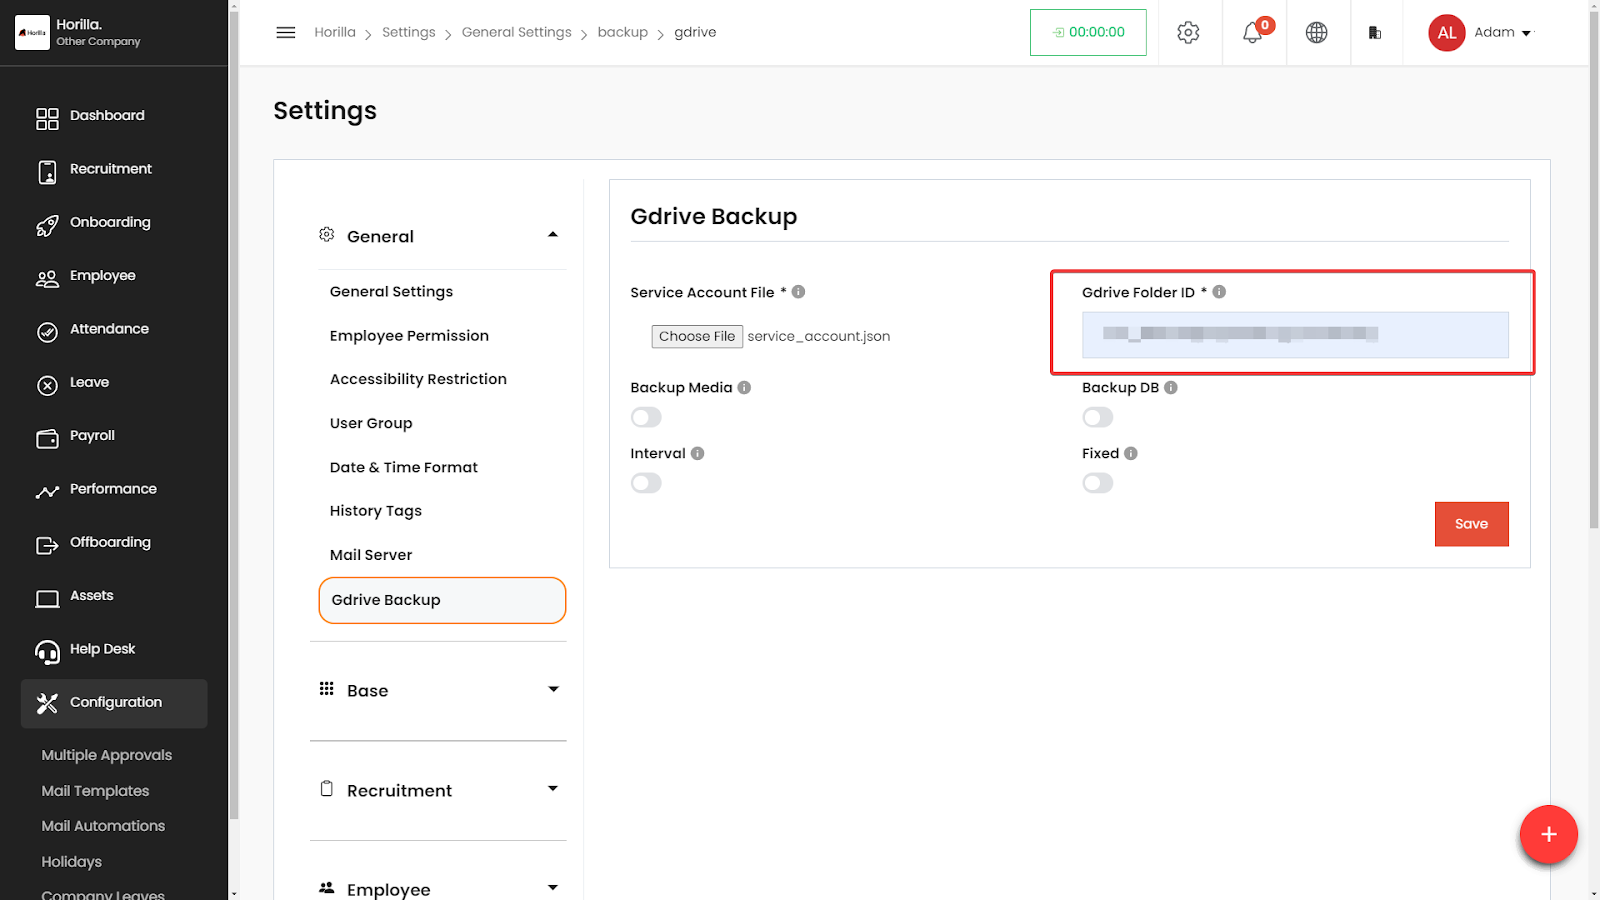 Horilla
Horilla.
Other Company
Dashboard
Recruitment
Onboarding
Employee
Attendance
Leave
Payroll
Performance
Offboarding
Assets
Help Desk
Configuration
Multiple Approvals
Mail Templates
Mail Automations
Holidays
Company Leaves
Horilla > Settings > General Settings > backup > gdrive
00:00:00
0
AL
Adam
Settings
General
General Settings
Employee Permission
Accessibility Restriction
User Group
Date & Time Format
History Tags
Mail Server
Gdrive Backup
Base
Recruitment
Employee
Gdrive Backup
Service Account File *
Choose File service_account.json
Gdrive Folder ID *
Backup Media
Backup DB
Interval
Fixed
Save
+